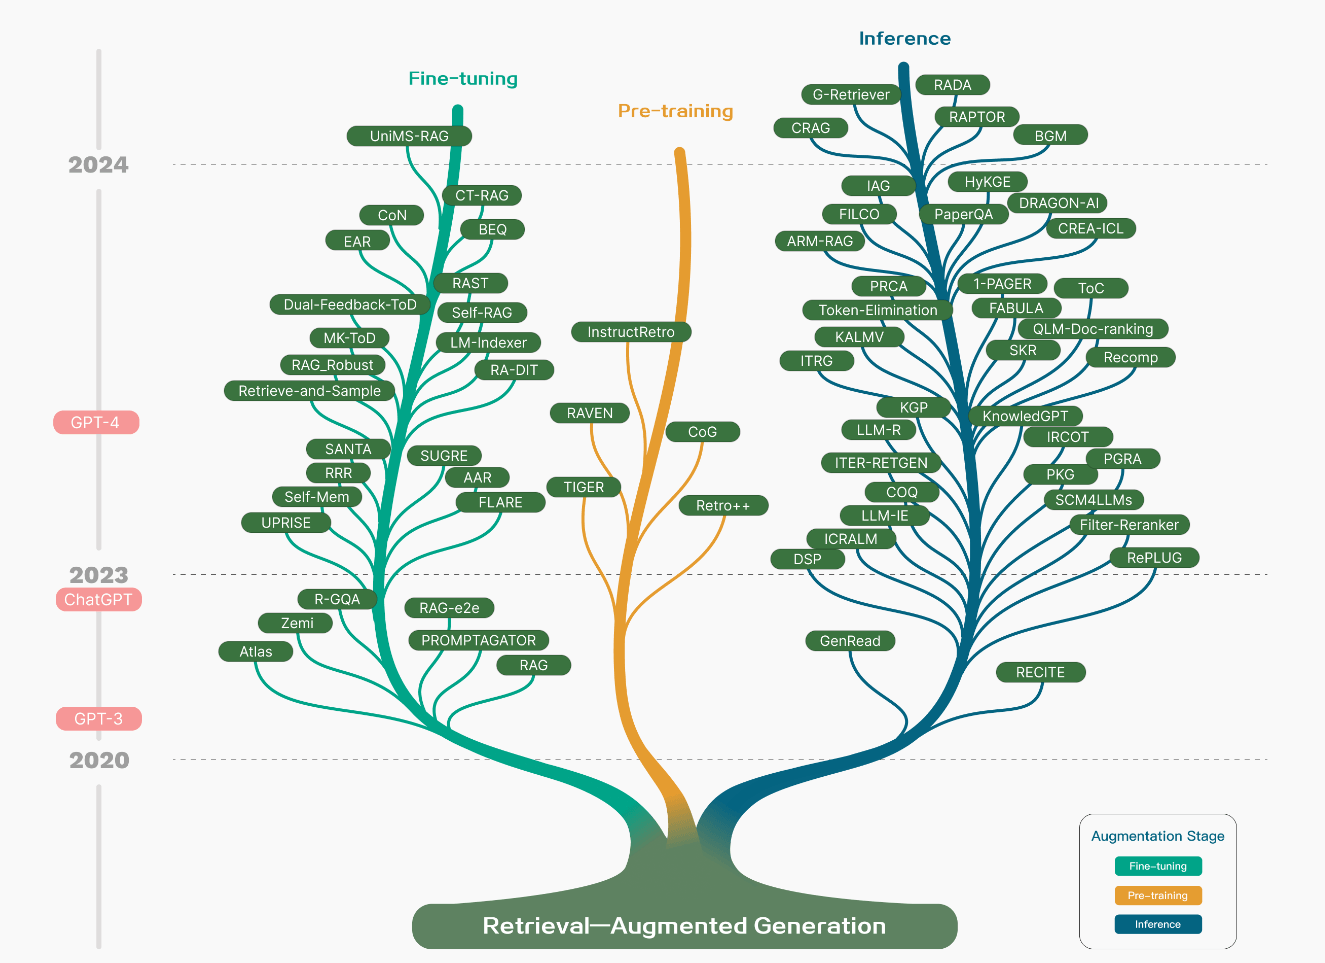 Inference
Fine-tuning
Pre-training
2024
GPT-4
2023
ChatGPT
GPT-3
2020
UniMS-RAG
CT-RAG
CoN
BEQ
EAR
RAST
Dual-Feedback-ToD
Self-RAG
MK-ToD
LM-Indexer
RAG_Robust
RA-DIT
Retrieve-and-Sample
SANTA
SUGRE
RRR
AAR
Self-Mem
FLARE
UPRISE
R-GQA
RAG-e2e
Zemi
PROMPTAGATOR
Atlas
RAG
InstructRetro
RAVEN
CoG
TIGER
Retro++
RADA
G-Retriever
RAPTOR
CRAG
BGM
IAG
HyKGE
DRAGON-AI
FILCO
PaperQA
CREA-ICL
ARM-RAG
PRCA
1-PAGER
ToC
Token-Elimination
FABULA
QLM-Doc-ranking
KALMV
SKR
Recomp
ITRG
KGP
KnowledGPT
LLM-R
IRCOT
ITER-RETGEN
PGRA
PKG
COQ
SCM4LLMs
LLM-IE
Filter-Reranker
ICRALM
DSP
RePLUG
GenRead
RECITE
Retrieval—Augmented Generation
Augmentation Stage
Fine-tuning
Pre-training
Inference